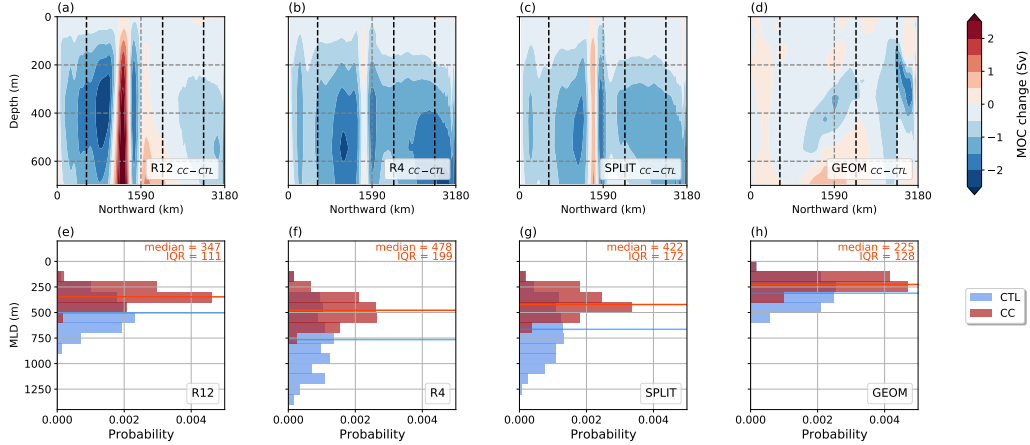 (a)
(b)
(c)
(d)
0
200
400
600
Depth (m)
R12 CC−CTL
R4 CC−CTL
SPLIT CC−CTL
GEOM CC−CTL
0
1590
3180
0
1590
3180
0
1590
3180
0
1590
3180
Northward (km)
Northward (km)
Northward (km)
Northward (km)
2
1
0
−1
−2
MOC change (Sv)
(e)
(f)
(g)
(h)
median = 347
IQR = 111
median = 478
IQR = 199
median = 422
IQR = 172
median = 225
IQR = 128
0
250
500
750
1000
1250
MLD (m)
R12
R4
SPLIT
GEOM
0.000
0.002
0.004
0.000
0.002
0.004
0.000
0.002
0.004
0.000
0.002
0.004
Probability
Probability
Probability
Probability
CTL
CC